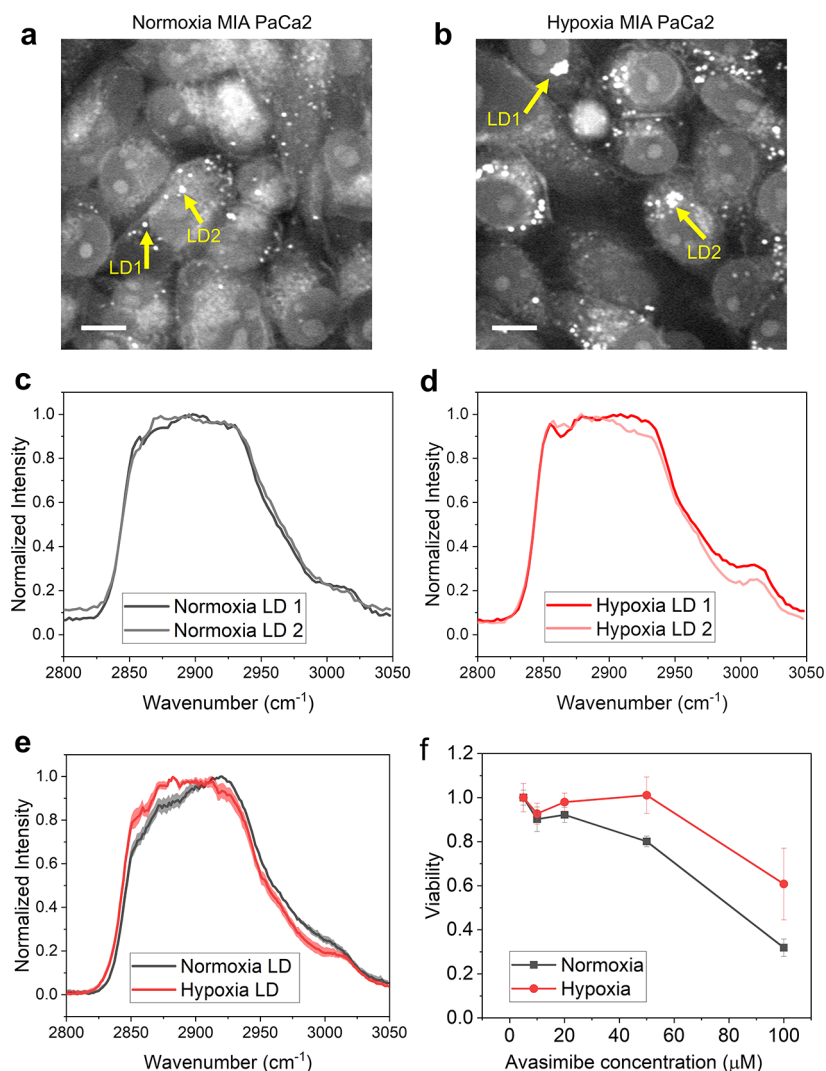 a
Normoxia MIA PaCa2
LD1
LD2
b
Hypoxia MIA PaCa2
LD1
LD2
c
1.0
0.8
0.6
0.4
0.2
0.0
Normalized Intensity
Normoxia LD 1
Normoxia LD 2
2800 2850 2900 2950 3000 3050
Wavenumber (cm⁻¹)
d
1.0
0.8
0.6
0.4
0.2
0.0
Normalized Intesity
Hypoxia LD 1
Hypoxia LD 2
2800 2850 2900 2950 3000 3050
Wavenumber (cm⁻¹)
e
1.0
0.8
0.6
0.4
0.2
0.0
Normalized Intensity
Normoxia LD
Hypoxia LD
2800 2850 2900 2950 3000 3050
Wavenumber (cm⁻¹)
f
1.2
1.0
0.8
0.6
0.4
0.2
0.0
Viability
Normoxia
Hypoxia
0 20 40 60 80 100
Avasimibe concentration (μM)